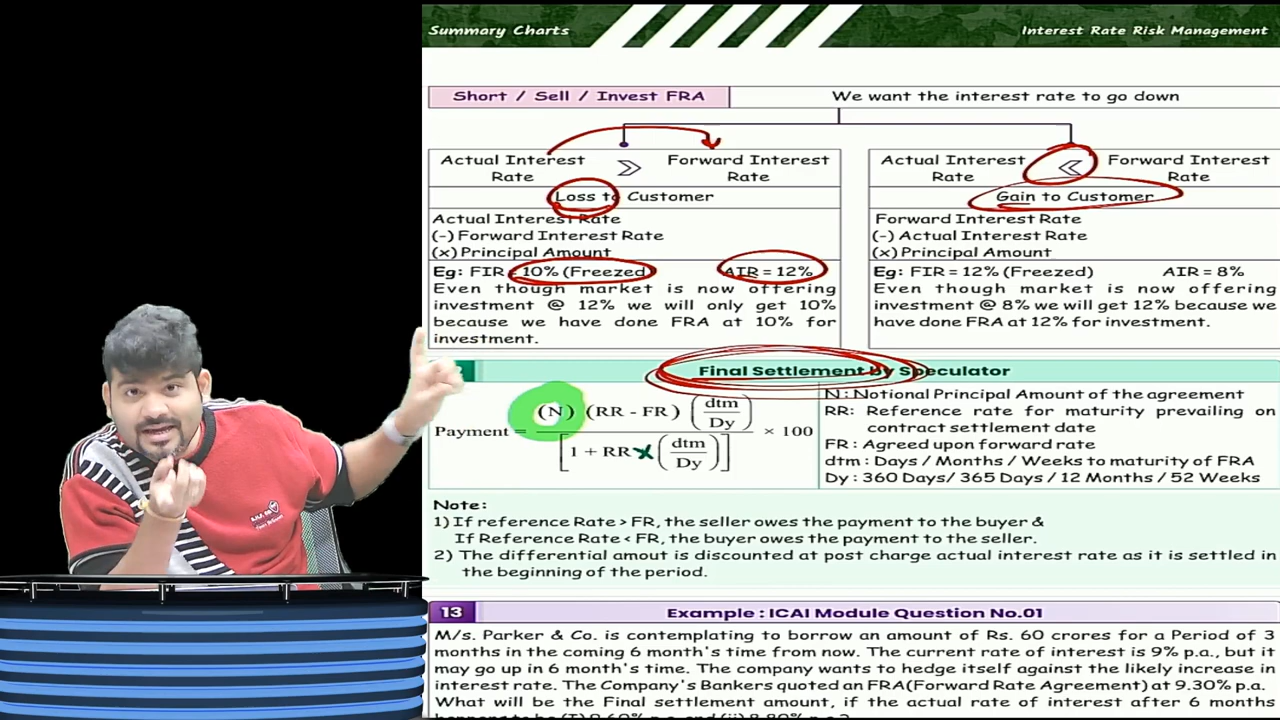 Summary Charts
Interest Rate Risk Management
Short / Sell / Invest FRA
We want the interest rate to go down
Actual Interest Rate > Forward Interest Rate
Loss to Customer
Actual Interest Rate
(-) Forward Interest Rate
(x) Principal Amount
Eg: FIR = 10% (Freezed) AIR = 12%
Even though market is now offering
investment @ 12% we will only get 10%
because we have done FRA at 10% for
investment.
Actual Interest Rate < Forward Interest Rate
Gain to Customer
Forward Interest Rate
(-) Actual Interest Rate
(x) Principal Amount
Eg: FIR = 12% (Freezed) AIR = 8%
Even though market is now offering
investment @ 8% we will get 12% because we
have done FRA at 12% for investment.
Final Settlement by Speculator
Payment = (N) (RR - FR) (dtm/Dy) / [1 + RR x (dtm/Dy)] × 100
N : Notional Principal Amount of the agreement
RR: Reference rate for maturity prevailing on
contract settlement date
FR : Agreed upon forward rate
dtm : Days / Months / Weeks to maturity of FRA
Dy : 360 Days/ 365 Days / 12 Months / 52 Weeks
Note:
1) If reference Rate > FR, the seller owes the payment to the buyer &
If Reference Rate < FR, the buyer owes the payment to the seller.
2) The differential amout is discounted at post charge actual interest rate as it is settled in
the beginning of the period.
13
Example : ICAI Module Question No.01
M/s. Parker & Co. is contemplating to borrow an amount of Rs. 60 crores for a Period of 3
months in the coming 6 month's time from now. The current rate of interest is 9% p.a., but it
may go up in 6 month's time. The company wants to hedge itself against the likely increase in
interest rate. The Company's Bankers quoted an FRA(Forward Rate Agreement) at 9.30% p.a.
What will be the Final settlement amount, if the actual rate of interest after 6 months